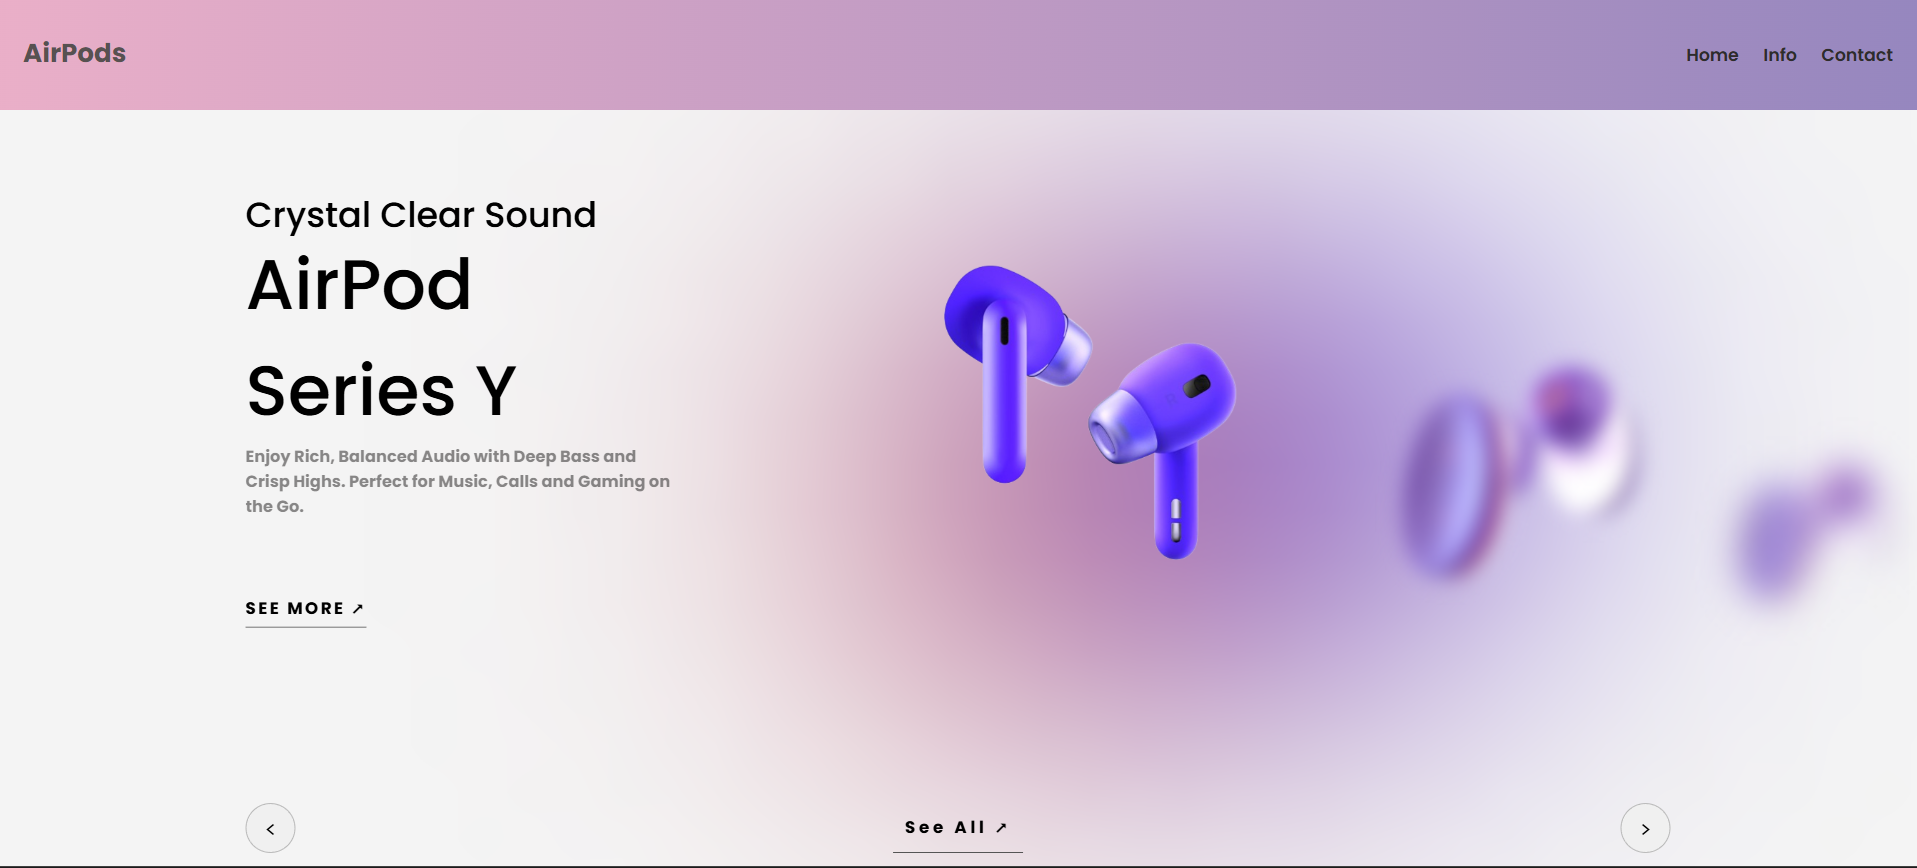 AirPods
Home Info Contact
Crystal Clear Sound
AirPod
Series Y
Enjoy Rich, Balanced Audio with Deep Bass and
Crisp Highs. Perfect for Music, Calls and Gaming on
the Go.
SEE MORE ↗
< See All ↗ >